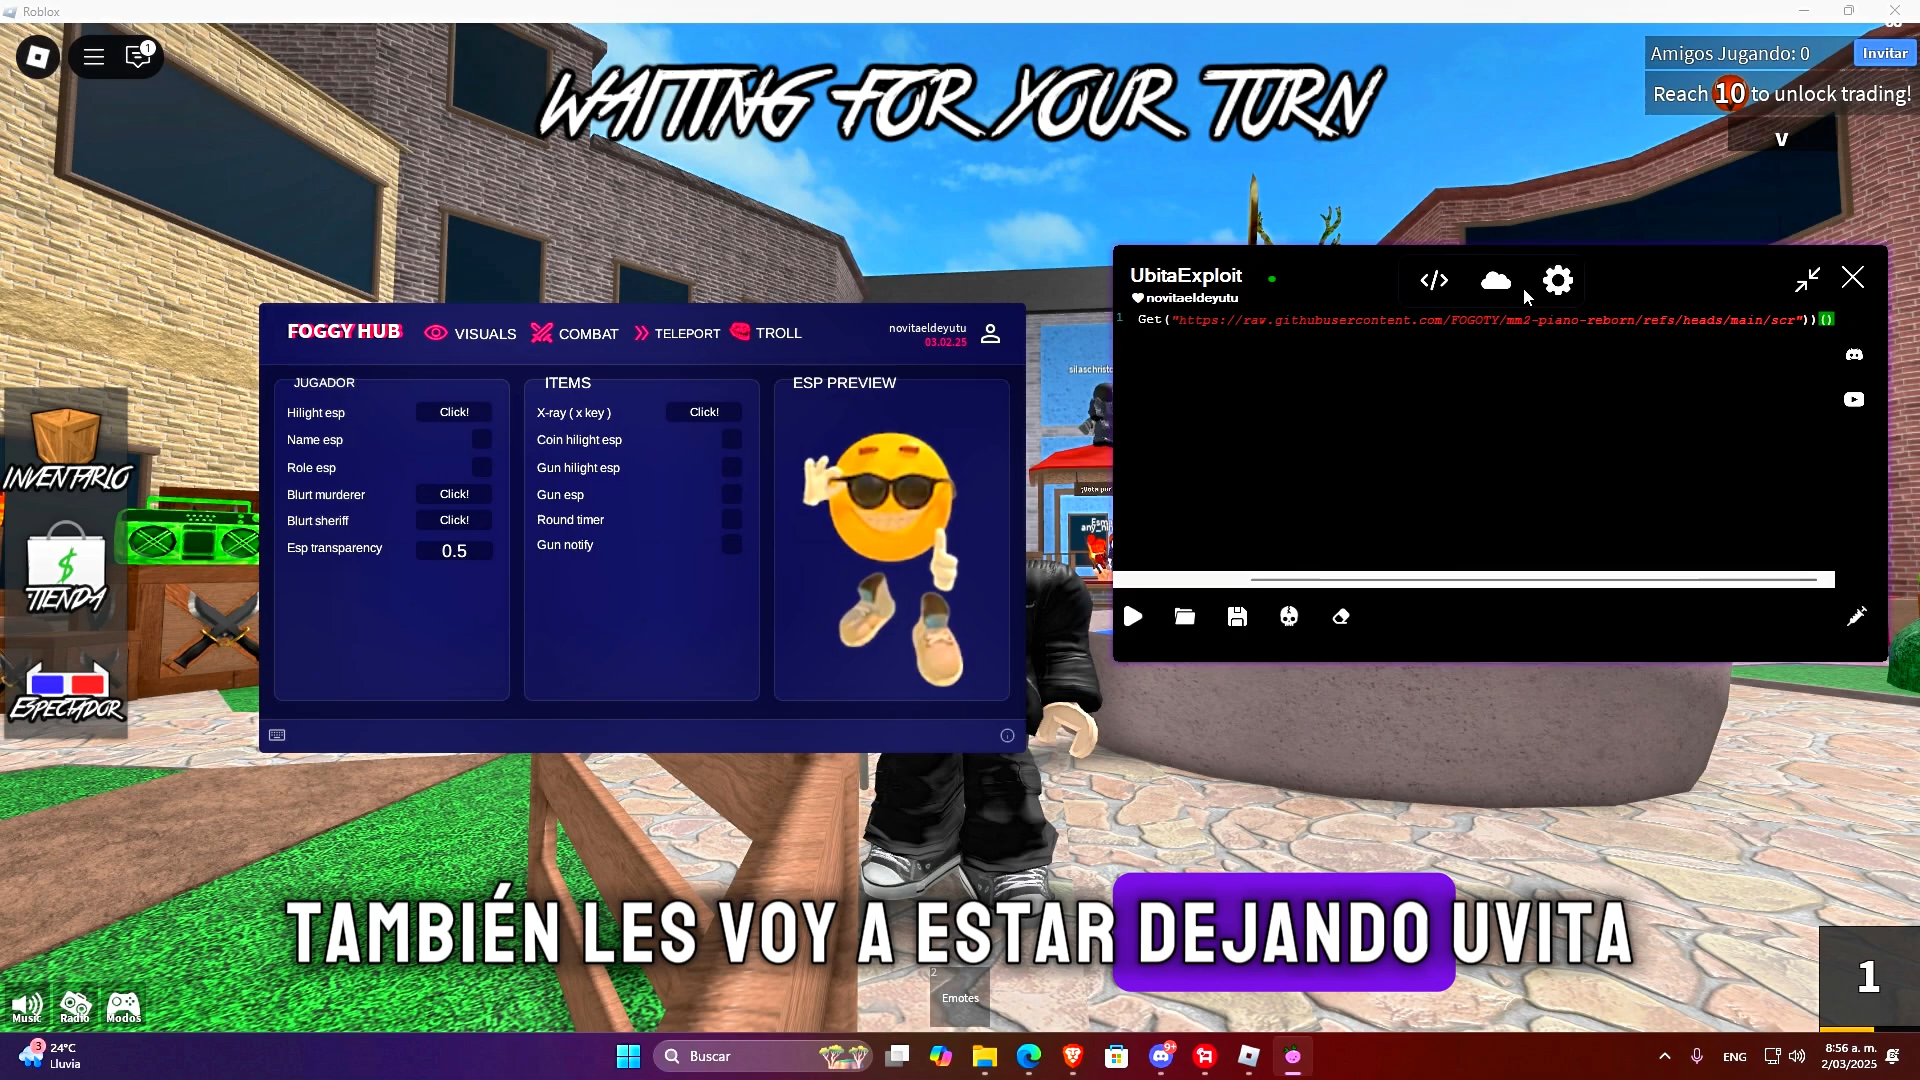 Roblox
1
WAITING FOR YOUR TURN
Amigos Jugando: 0
Invitar
Reach 10 to unlock trading!
V
UbitaExploit
novitaeldeyutu
1 Get("https://raw.githubusercontent.com/FOGOTY/mm2-piano-reborn/refs/heads/main/scr"))()
FOGGY HUB
VISUALS
COMBAT
TELEPORT
TROLL
novitaeldeyutu
03.02.25
JUGADOR
Hilight esp
Click!
Name esp
Role esp
Blurt murderer
Click!
Blurt sheriff
Click!
Esp transparency
0.5
ITEMS
X-ray ( x key )
Click!
Coin hilight esp
Gun hilight esp
Gun esp
Round timer
Gun notify
ESP PREVIEW
INVENTARIO
TIENDA
ESPECTADOR
TAMBIÉN LES VOY A ESTAR DEJANDO UVITA
2
Emotes
1
Music
Radio
Modos
3
24°C
Lluvia
Buscar
9+
ENG
8:56 a. m.
2/03/2025